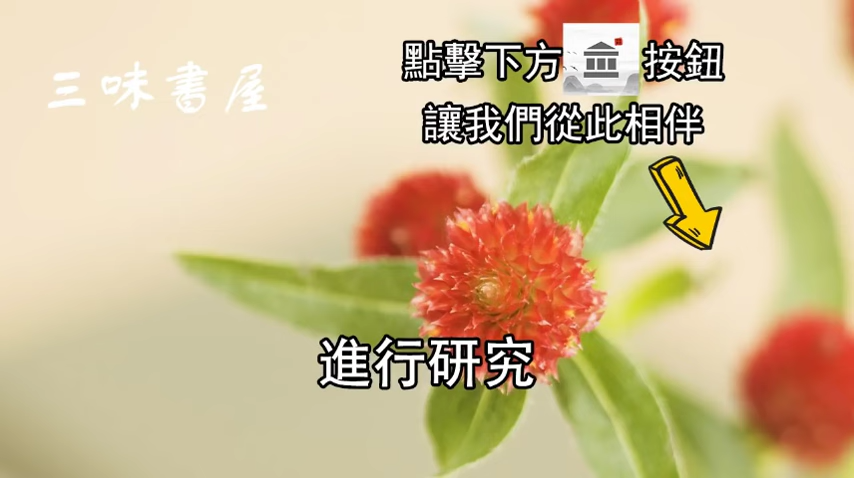 三味書屋
點擊下方按鈕
讓我們從此相伴
進行研究